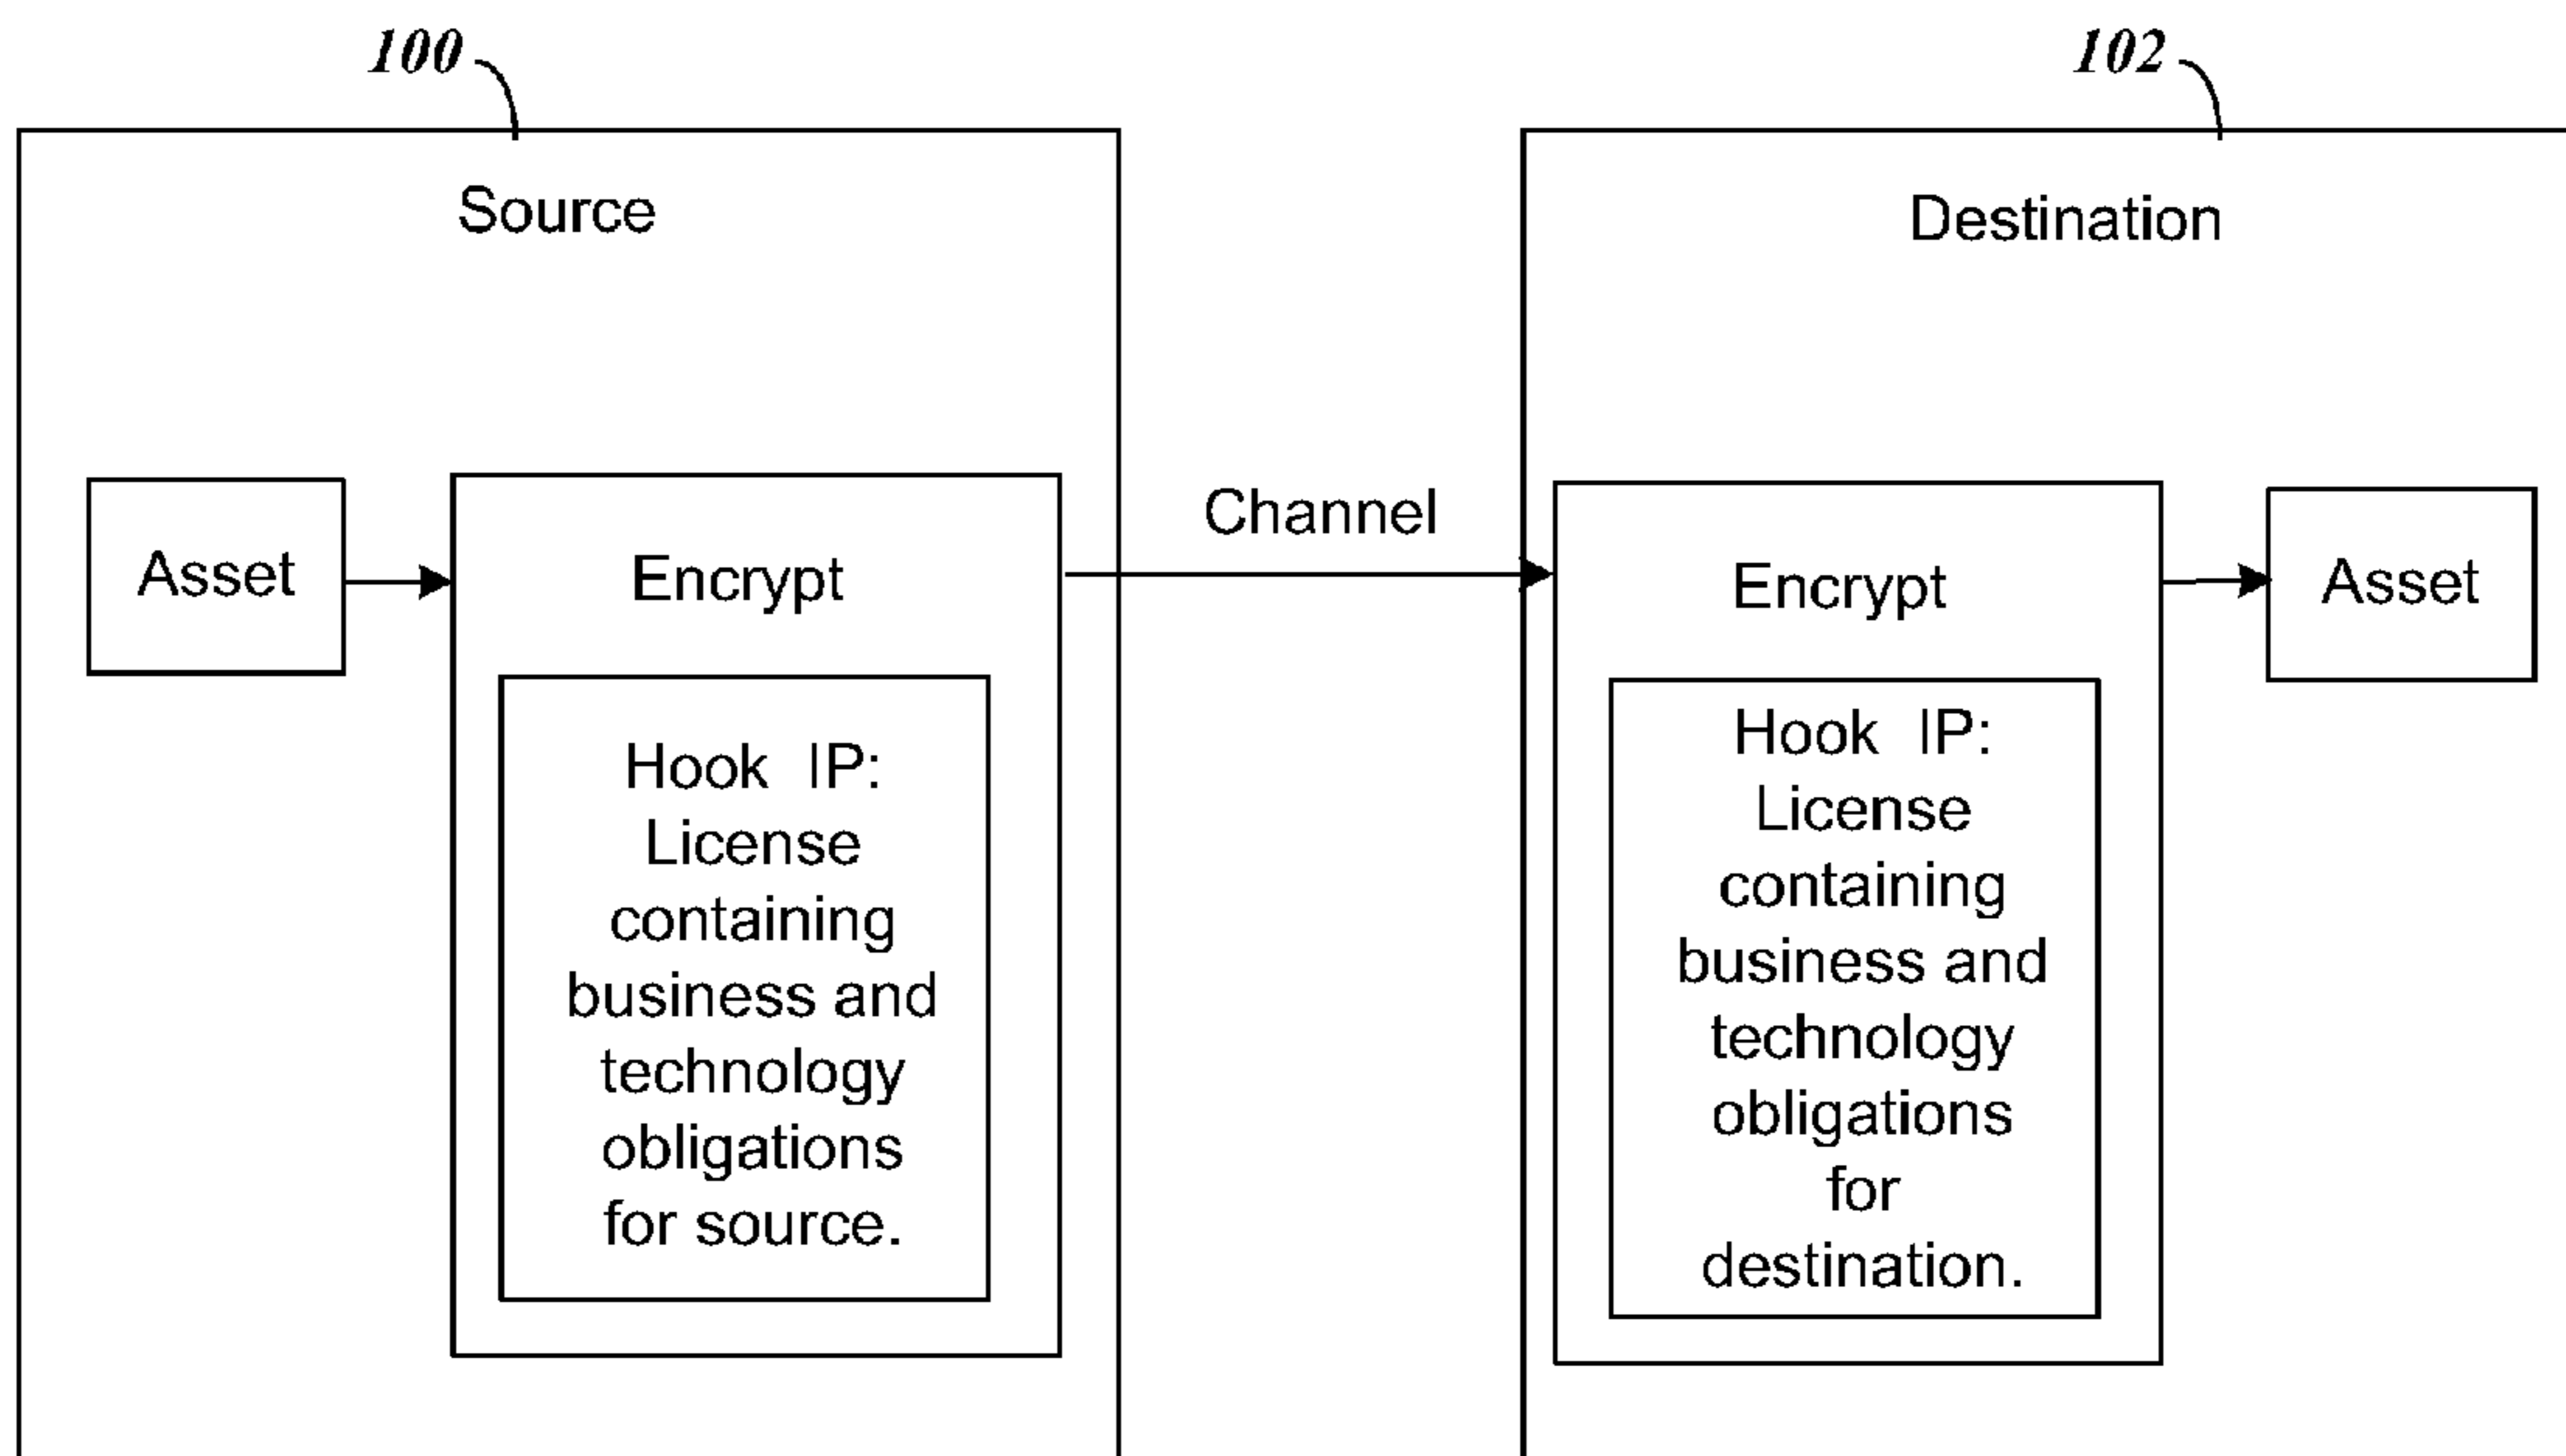 100
102
Source
Destination
Asset
Encrypt
Hook IP:
License
containing
business and
technology
obligations
for source.
Channel
Encrypt
Hook IP:
License
containing
business and
technology
obligations
for
destination.
Asset